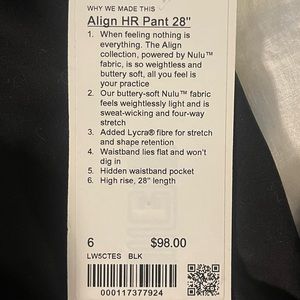 WHY WE MADE THIS
Align HR Pant 28"
1. When feeling nothing is
everything. The Align
collection, powered by Nulu™
fabric, is so weightless and
buttery soft, all you feel is
your practice
2. Our buttery-soft Nulu™ fabric
feels weightlessly light and is
sweat-wicking and four-way
stretch
3. Added Lycra® fibre for stretch
and shape retention
4. Waistband lies flat and won't
dig in
5. Hidden waistband pocket
6. High rise, 28" length
6 $98.00
LW5CTES BLK
000117377924